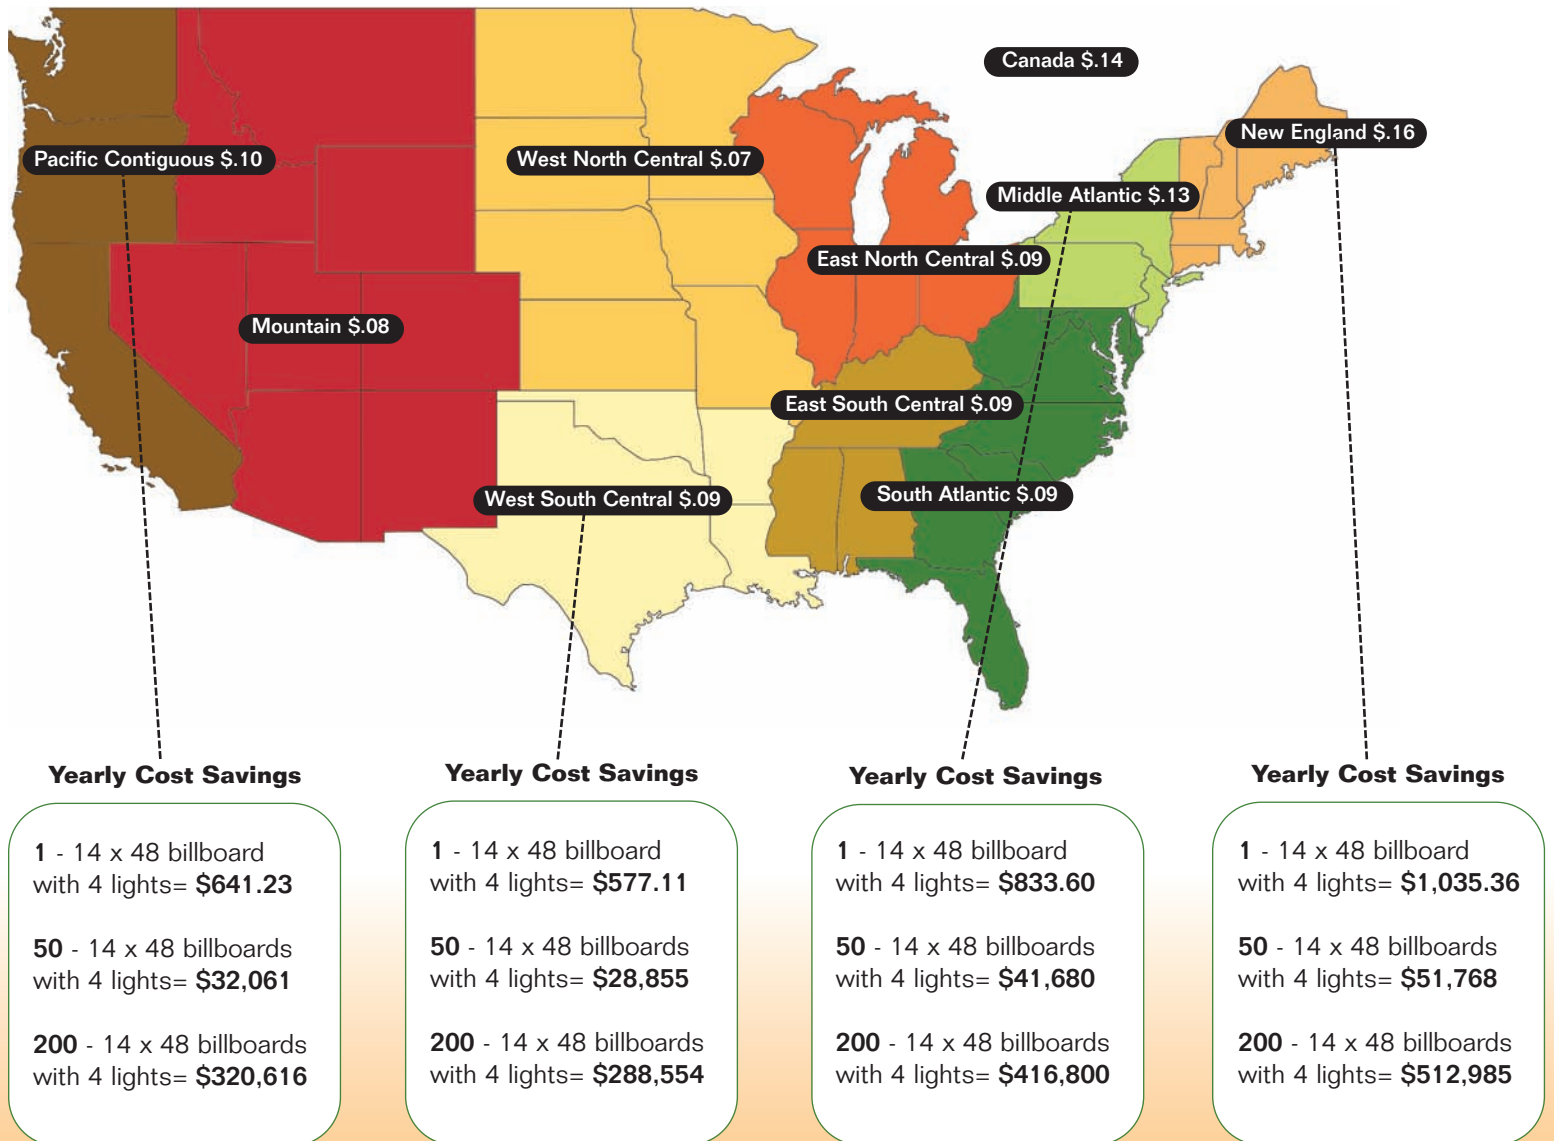 Canada $.14
New England $.16
Pacific Contiguous $.10
West North Central $.07
Middle Atlantic $.13
East North Central $.09
Mountain $.08
East South Central $.09
West South Central $.09
South Atlantic $.09
Yearly Cost Savings
1 - 14 x 48 billboard
with 4 lights= $641.23
50 - 14 x 48 billboards
with 4 lights= $32,061
200 - 14 x 48 billboards
with 4 lights= $320,616
Yearly Cost Savings
1 - 14 x 48 billboard
with 4 lights= $577.11
50 - 14 x 48 billboards
with 4 lights= $28,855
200 - 14 x 48 billboards
with 4 lights= $288,554
Yearly Cost Savings
1 - 14 x 48 billboard
with 4 lights= $833.60
50 - 14 x 48 billboards
with 4 lights= $41,680
200 - 14 x 48 billboards
with 4 lights= $416,800
Yearly Cost Savings
1 - 14 x 48 billboard
with 4 lights= $1,035.36
50 - 14 x 48 billboards
with 4 lights= $51,768
200 - 14 x 48 billboards
with 4 lights= $512,985